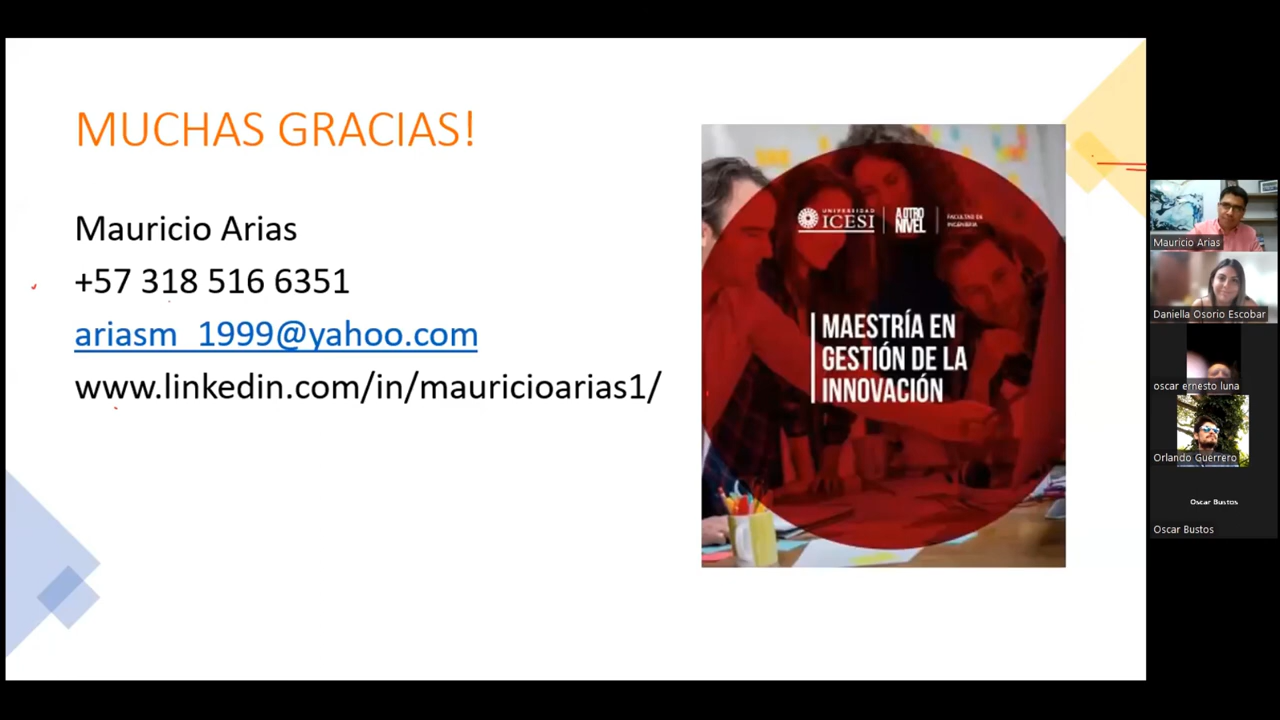 MUCHAS GRACIAS!
Mauricio Arias
+57 318 516 6351
ariasm_1999@yahoo.com
www.linkedin.com/in/mauricioarias1/
UNIVERSIDAD
ICESI
A OTRO
NIVEL
FACULTAD DE
INGENIERÍA
MAESTRÍA EN
GESTIÓN DE LA
INNOVACIÓN
Mauricio Arias
Daniella Osorio Escobar
oscar ernesto luna
Orlando Guerrero
Oscar Bustos
Oscar Bustos